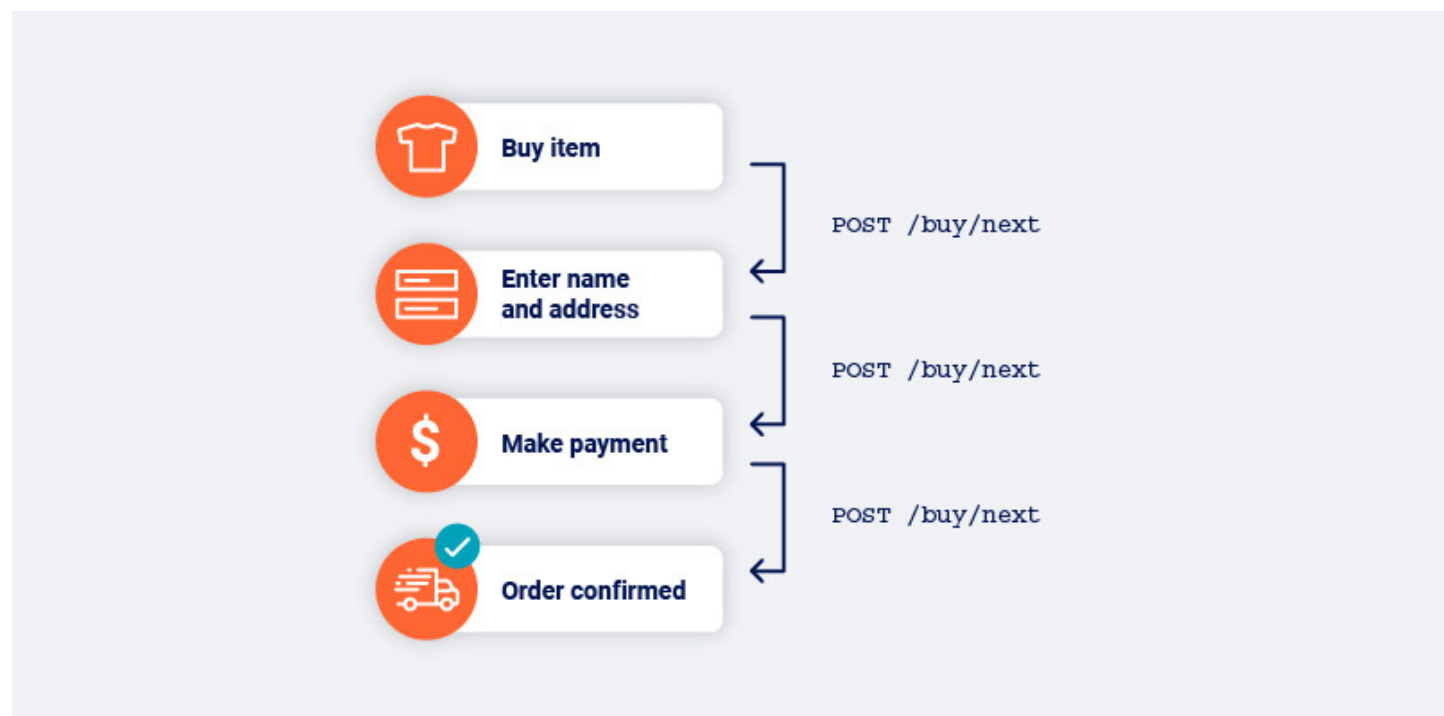 Buy item
POST /buy/next
Enter name
and address
POST /buy/next
$
Make payment
POST /buy/next
Order confirmed